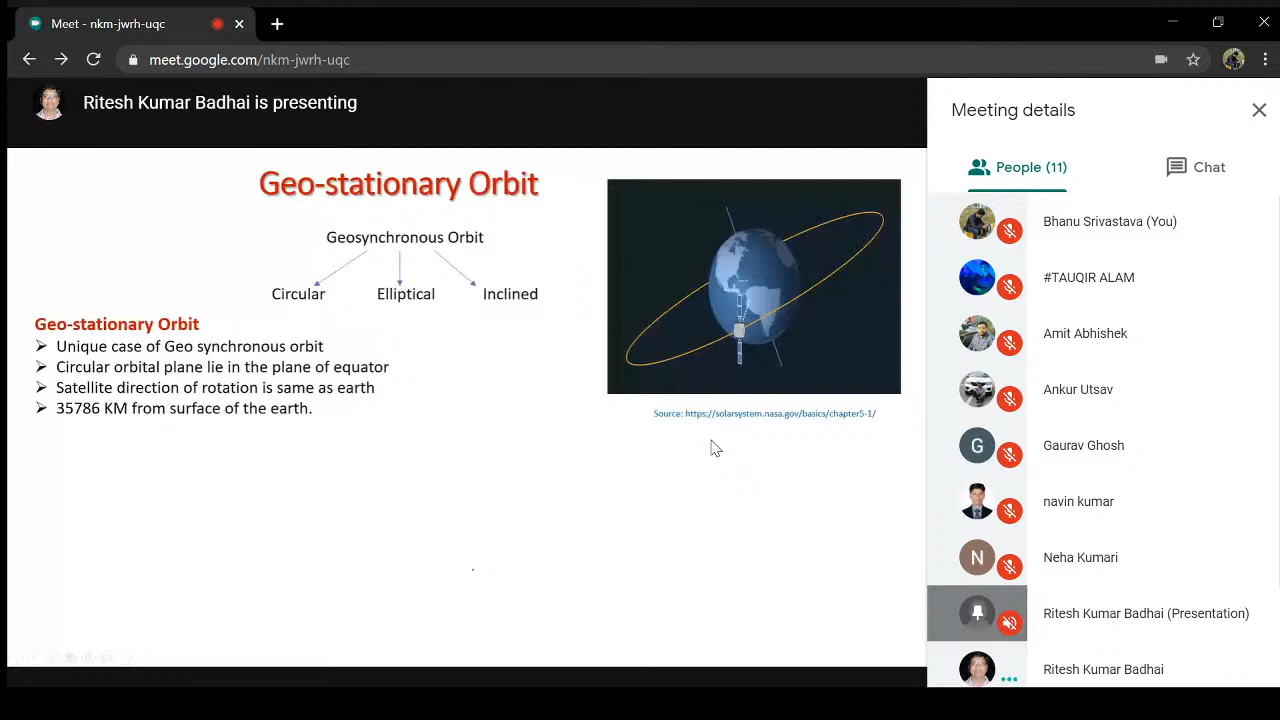 Meet - nkm-jwrh-uqc
meet.google.com/nkm-jwrh-uqc
Ritesh Kumar Badhai is presenting
Geo-stationary Orbit
Geosynchronous Orbit
Circular Elliptical Inclined
Geo-stationary Orbit
➢ Unique case of Geo synchronous orbit
➢ Circular orbital plane lie in the plane of equator
➢ Satellite direction of rotation is same as earth
➢ 35786 KM from surface of the earth.
Source: https://solarsystem.nasa.gov/basics/chapter5-1/
Meeting details
People (11) Chat
Bhanu Srivastava (You)
#TAUQIR ALAM
Amit Abhishek
Ankur Utsav
G Gaurav Ghosh
navin kumar
N Neha Kumari
Ritesh Kumar Badhai (Presentation)
Ritesh Kumar Badhai